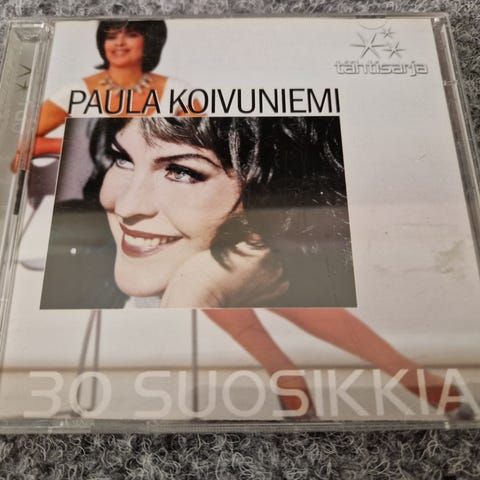 tähtisarja
PAULA KOIVUNIEMI
30 SUOSIKKIA